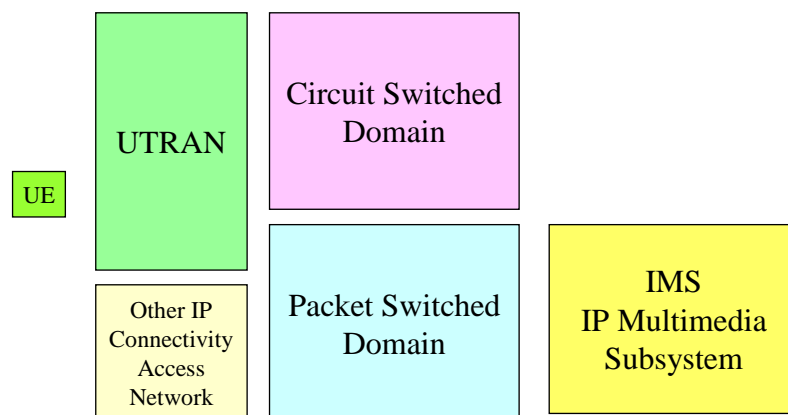 UE
UTRAN
Other IP
Connectivity
Access
Network
Circuit Switched
Domain
Packet Switched
Domain
IMS
IP Multimedia
Subsystem